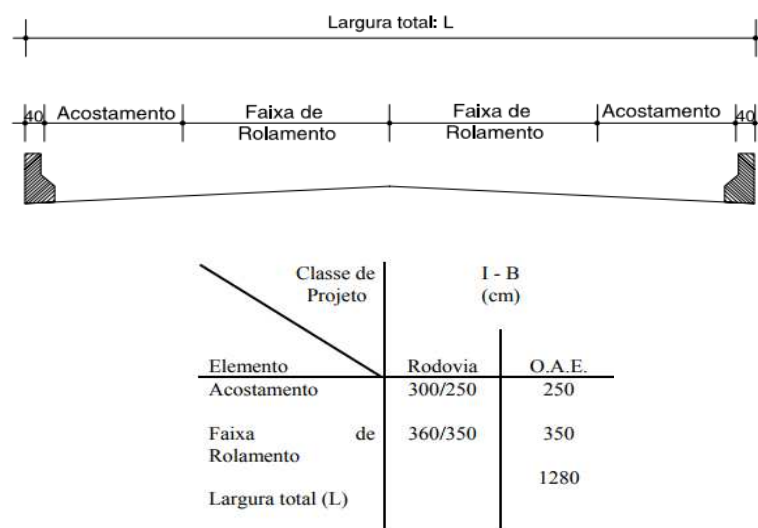 Largura total: L
40 Acostamento Faixa de Rolamento Faixa de Rolamento Acostamento 40
Classe de Projeto
I - B
(cm)
Elemento Rodovia O.A.E.
Acostamento 300/250 250
Faixa de Rolamento 360/350 350
1280
Largura total (L)